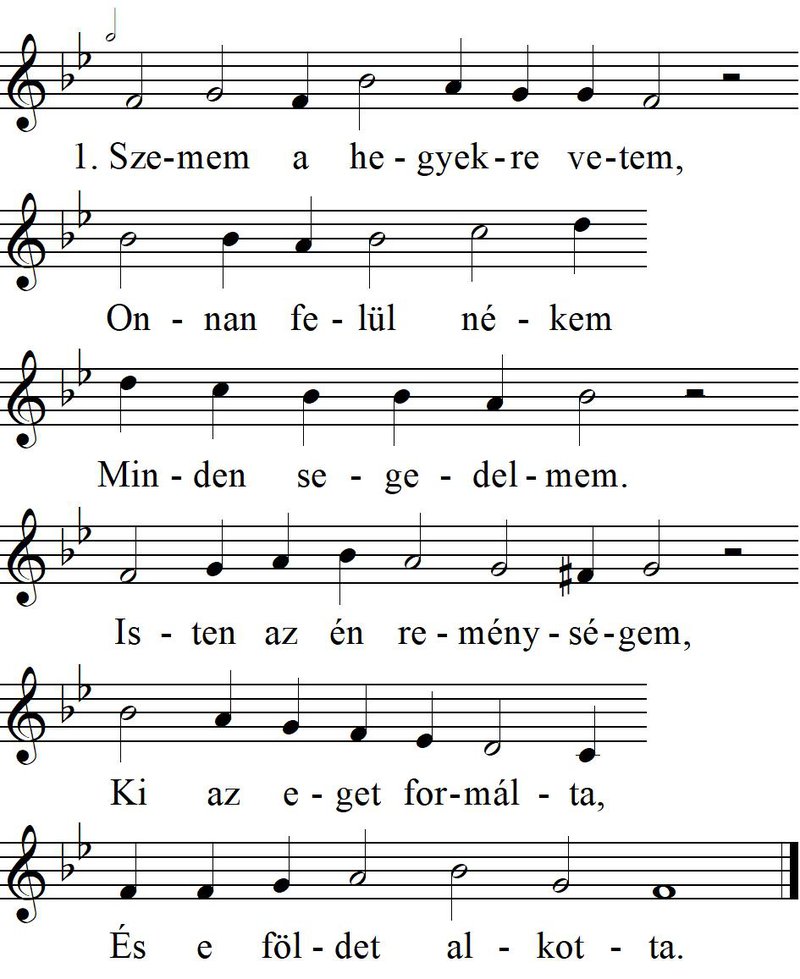 1. Sze-mem a he-gyek-re ve-tem,
On-nan fe-lül né-kem
Min-den se-ge-del-mem.
Is-ten az én re-mény-sé-gem,
Ki az e-get for-mál-ta,
És e föl-det al-kot-ta.